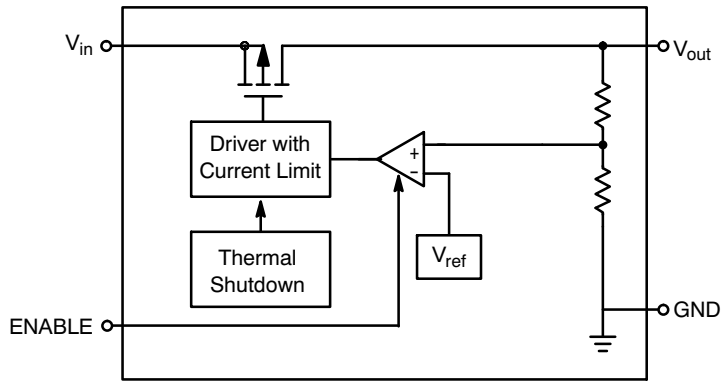 Vin
Vout
Driver with
Current Limit
+
-
Thermal
Shutdown
Vref
ENABLE
GND